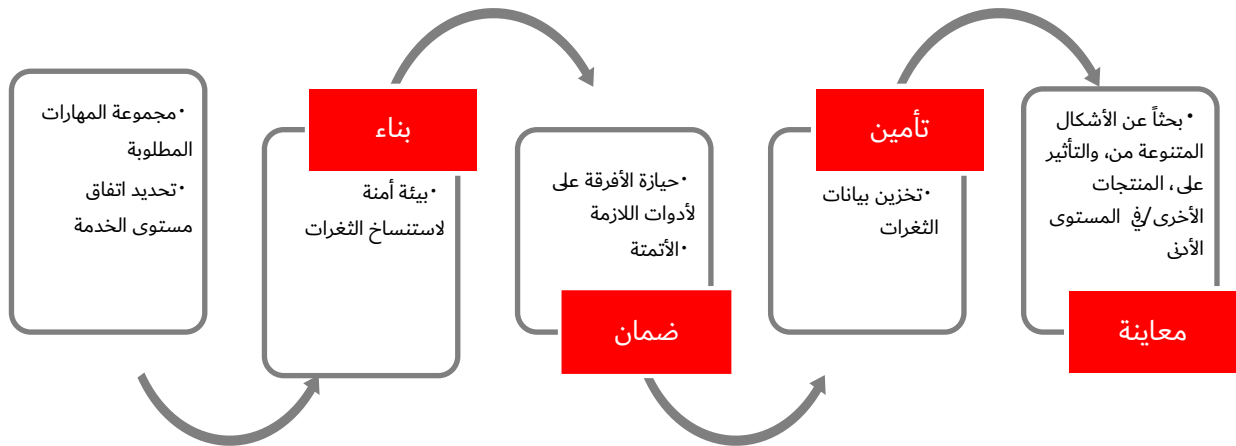 •مجموعة المهارات
المطلوبة
•تحديد اتفاق
مستوى الخدمة
بناء
•بيئة أمنة
لاستنساخ الثغرات
•حيازة الأفرقة على
لأدوات اللازمة
•الأتمتة
ضمان
تأمين
•تخزين بيانات
الثغرات
•بحثاً عن الأشكال
المتنوعة من، والتأثير
على، المنتجات
الأخرى/في المستوى
الأدنى
معاينة